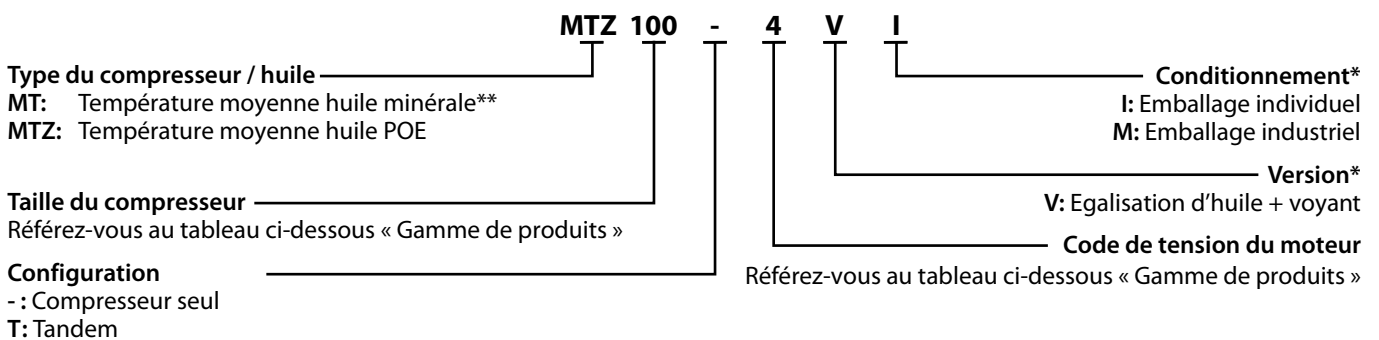 MTZ 100 - 4 V I
Type du compresseur / huile
MT: Température moyenne huile minérale**
MTZ: Température moyenne huile POE
Taille du compresseur
Référez-vous au tableau ci-dessous « Gamme de produits »
Configuration
- : Compresseur seul
T: Tandem
Conditionnement*
I: Emballage individuel
M: Emballage industriel
Version*
V: Egalisation d’huile + voyant
Code de tension du moteur
Référez-vous au tableau ci-dessous « Gamme de produits »